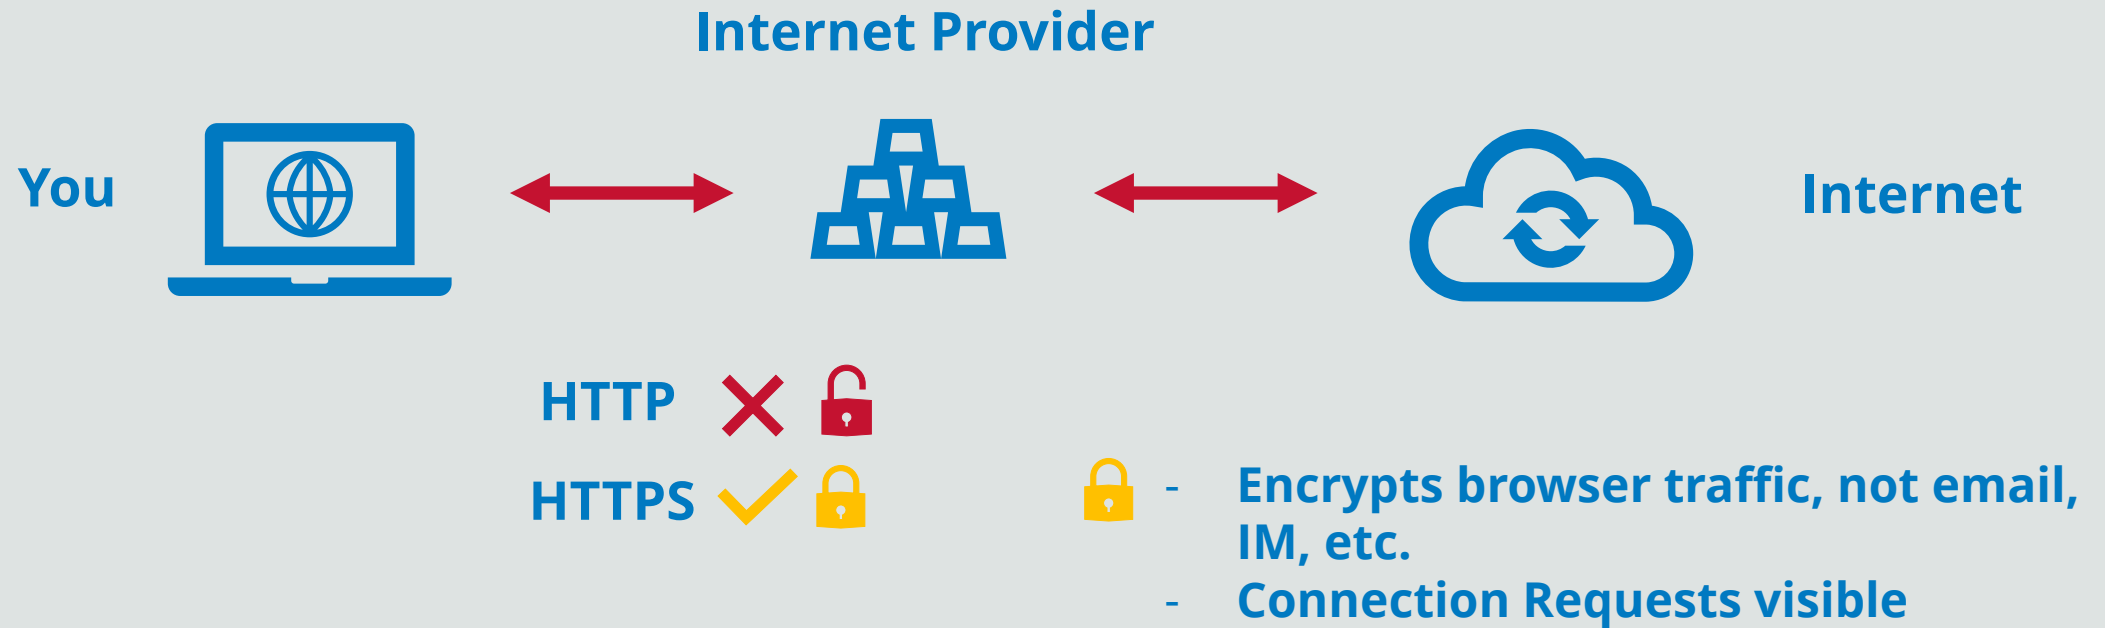 Internet Provider
You
Internet
HTTP
HTTPS
- Encrypts browser traffic, not email,
IM, etc.
- Connection Requests visible